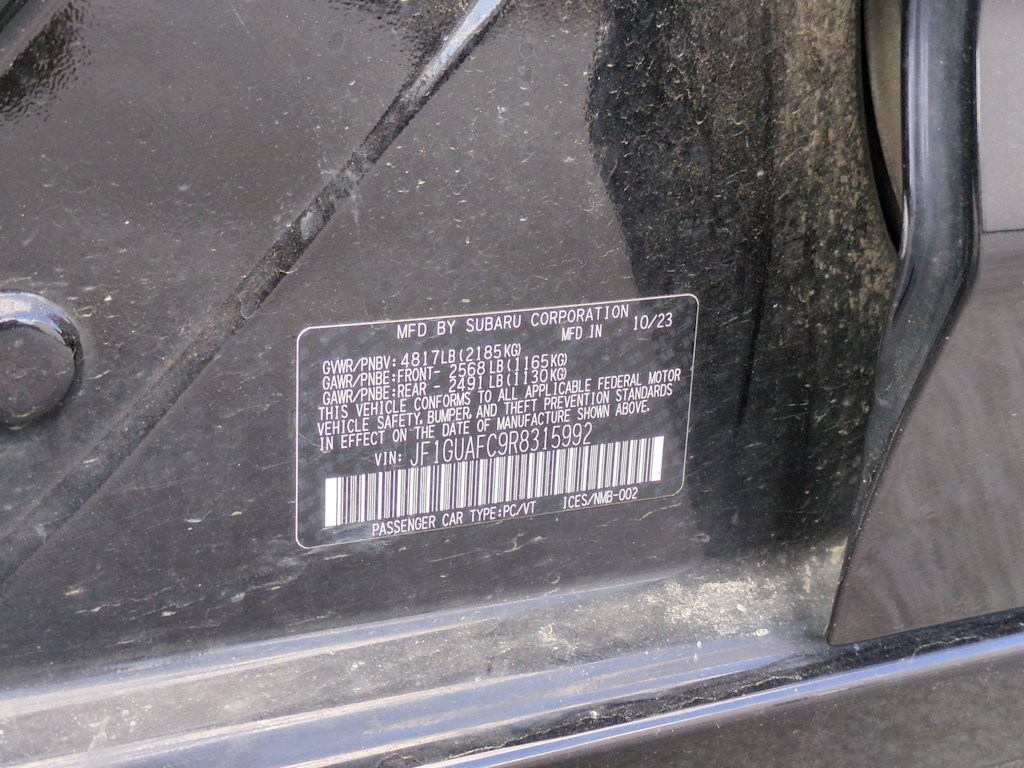 MFD BY SUBARU CORPORATION
MFD IN 10/23
GVWR/PNBV: 4817LB(2185KG)
GAWR/PNBE: FRONT- 2568LB(1165KG)
GAWR/PNBE: REAR - 2491LB(1130KG)
THIS VEHICLE CONFORMS TO ALL APPLICABLE FEDERAL MOTOR
VEHICLE SAFETY, BUMPER, AND THEFT PREVENTION STANDARDS
IN EFFECT ON THE DATE OF MANUFACTURE SHOWN ABOVE.
VIN: JF1GUAFC9R8315992
PASSENGER CAR TYPE:PC/VT ICES/NMB-002